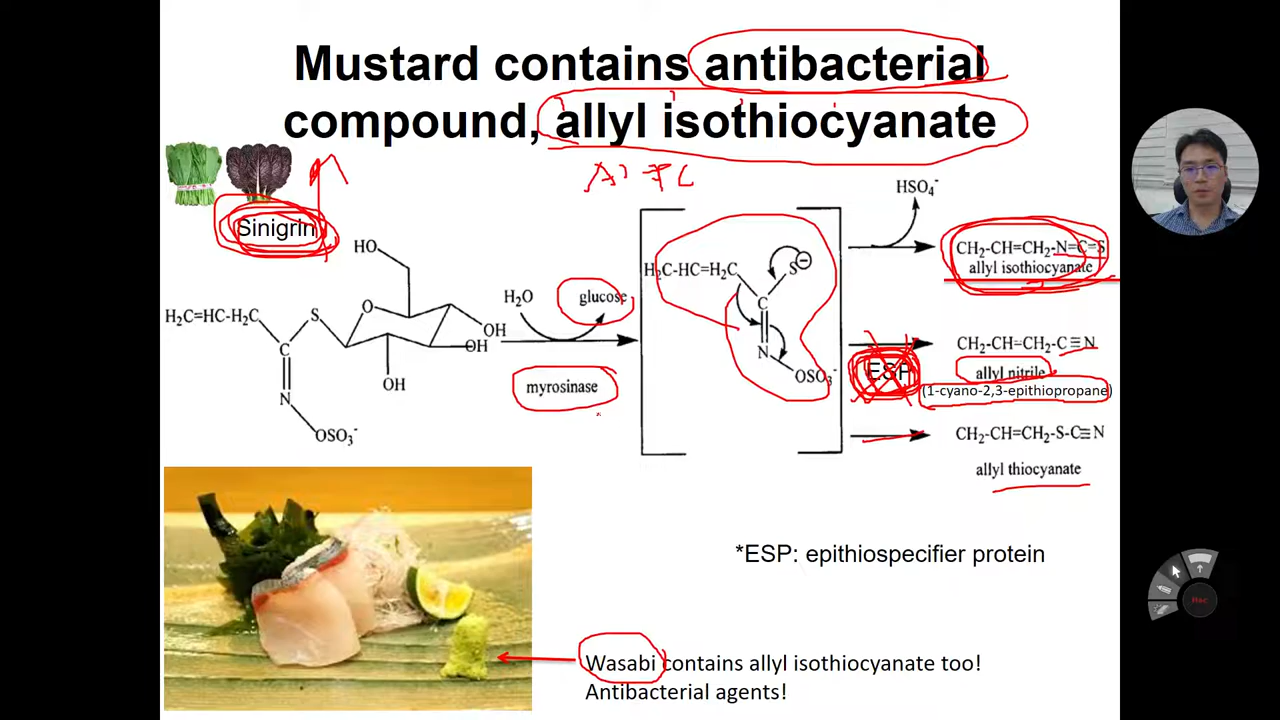 Mustard contains antibacterial
compound, allyl isothiocyanate
Sinigrin
HO
H₂C=HC-H₂C
S
O
OH
OH
OH
C
N
OSO₃⁻
H₂O
glucose
myrosinase
H₂C-HC=H₂C
S
C
N
OSO₃⁻
HSO₄⁻
CH₂-CH=CH₂-N=C=S
allyl isothiocyanate
ESP
CH₂-CH=CH₂-C≡N
allyl nitrile
(1-cyano-2,3-epithiopropane)
CH₂-CH=CH₂-S-C≡N
allyl thiocyanate
*ESP: epithiospecifier protein
Wasabi contains allyl isothiocyanate too!
Antibacterial agents!
Rec